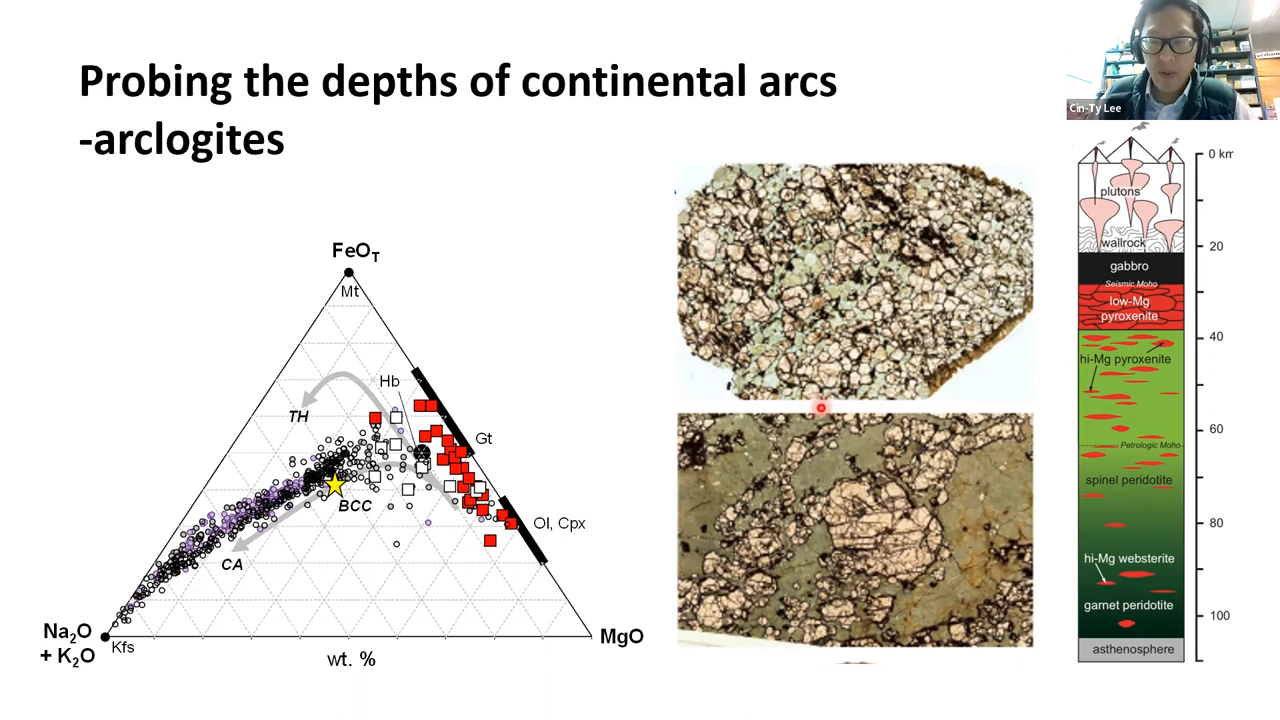 Probing the depths of continental arcs
-arclogites
Cin-Ty Lee
FeOT
Mt
Hb
TH
Gt
BCC
Ol, Cpx
CA
Na2O
+ K2O
Kfs
MgO
wt. %
0 km
plutons
wallrock
20
gabbro
Seismic Moho
low-Mg
pyroxenite
40
hi-Mg pyroxenite
60
Petrologic Moho
spinel peridotite
80
hi-Mg websterite
garnet peridotite
100
asthenosphere